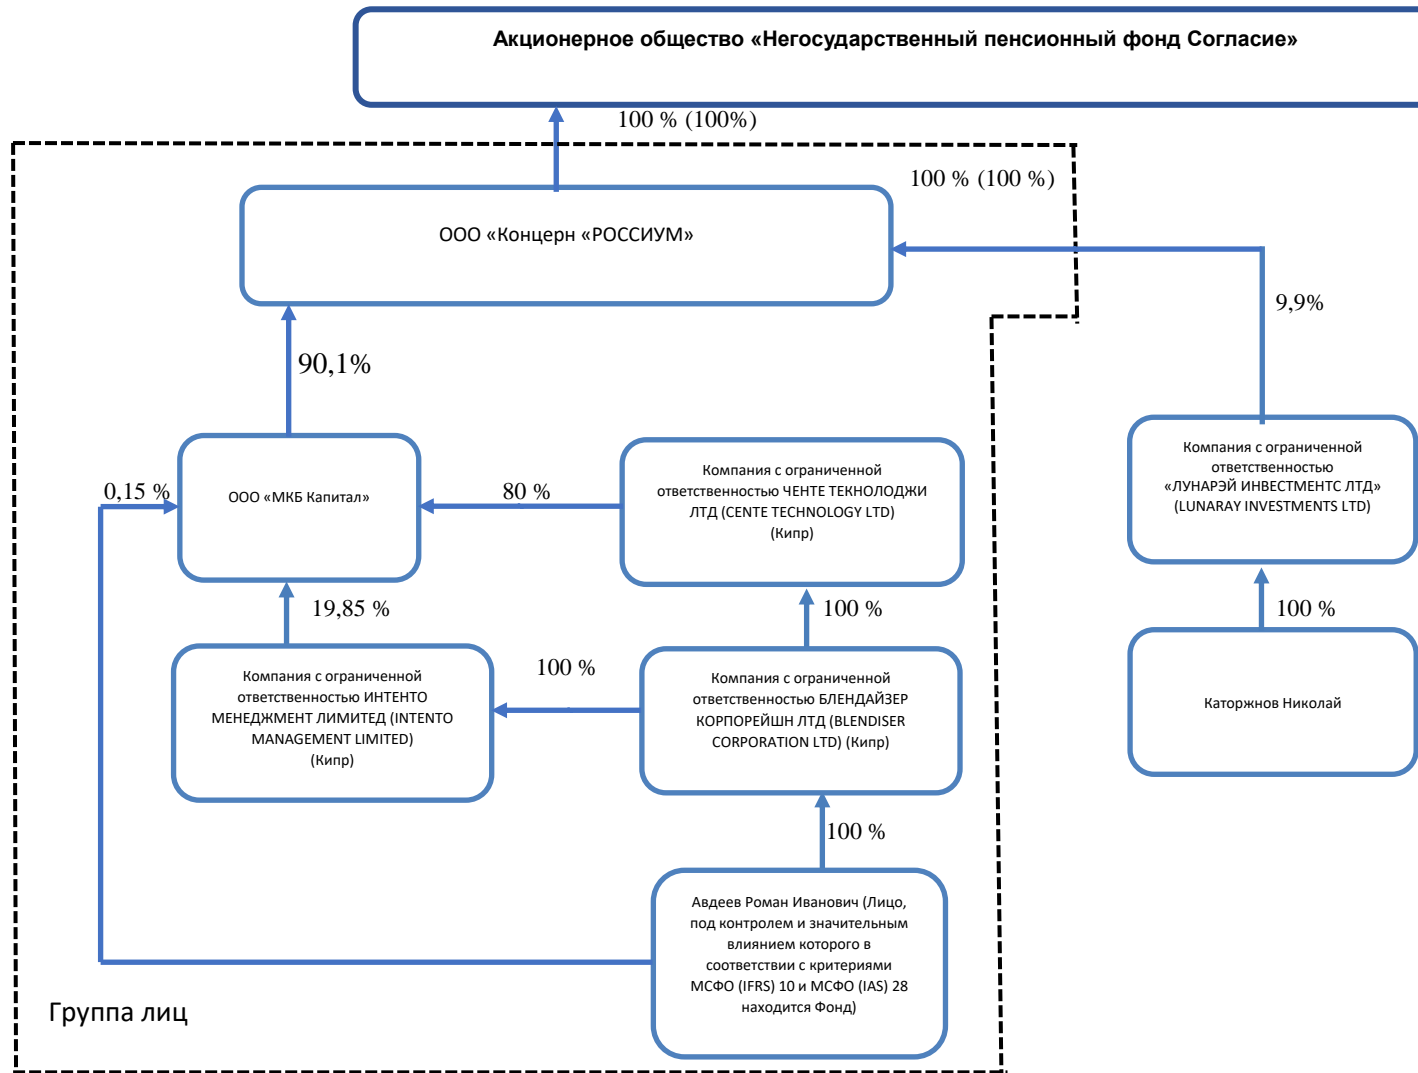 Акционерное общество «Негосударственный пенсионный фонд Согласие»
100 % (100%)
100 % (100 %)
ООО «Концерн «РОССИУМ»
9,9%
90,1%
Компания с ограниченной
ответственностью
«ЛУНАРЭЙ ИНВЕСТМЕНТС ЛТД»
(LUNARAY INVESTMENTS LTD)
0,15 %
ООО «МКБ Капитал»
80 %
Компания с ограниченной
ответственностью ЧЕНТЕ ТЕКНОЛОДЖИ
ЛТД (CENTE TECHNOLOGY LTD)
(Кипр)
19,85 %
100 %
100 %
Компания с ограниченной
ответственностью ИНТЕНТО
МЕНЕДЖМЕНТ ЛИМИТЕД (INTENTO
MANAGEMENT LIMITED)
(Кипр)
100 %
Компания с ограниченной
ответственностью БЛЕНДАЙЗЕР
КОРПОРЕЙШН ЛТД (BLENDISER
CORPORATION LTD) (Кипр)
Каторжнов Николай
100 %
Авдеев Роман Иванович (Лицо,
под контролем и значительным
влиянием которого в
соответствии с критериями
МСФО (IFRS) 10 и МСФО (IAS) 28
находится Фонд)
Группа лиц